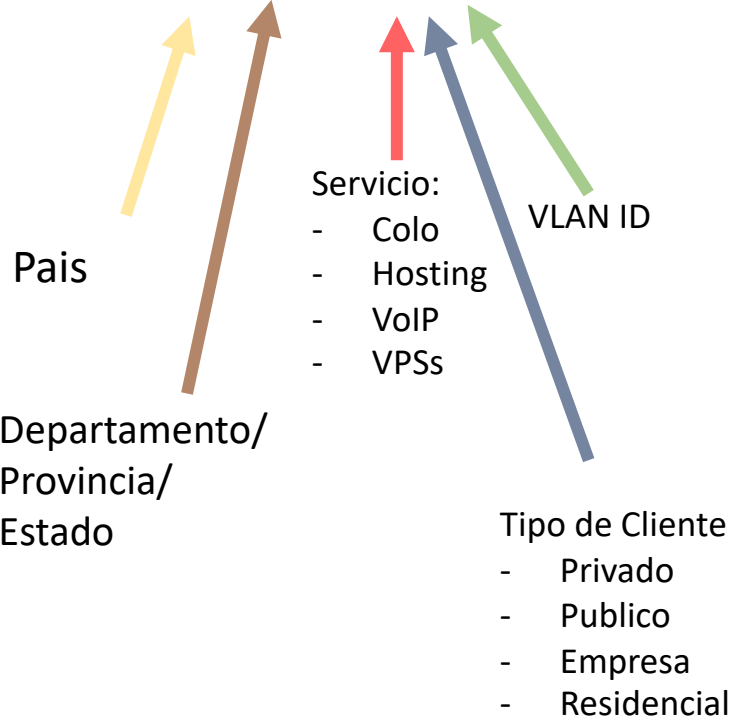 Pais
Departamento/
Provincia/
Estado
Servicio:
- Colo
- Hosting
- VoIP
- VPSs
VLAN ID
Tipo de Cliente
- Privado
- Publico
- Empresa
- Residencial